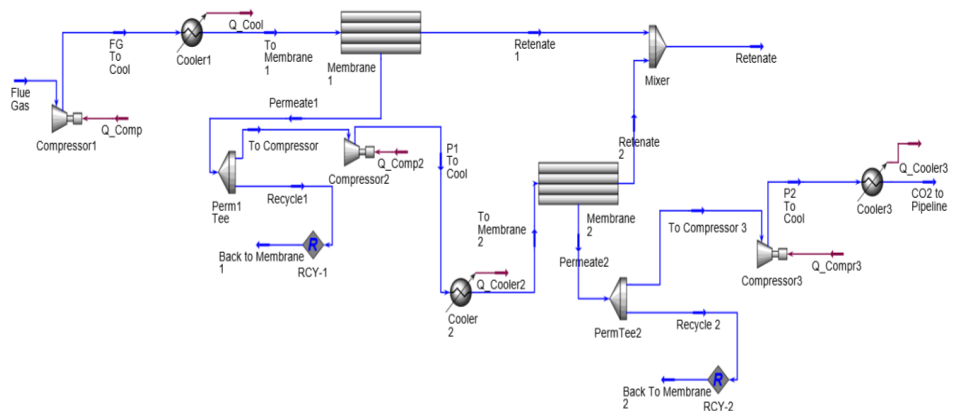 Flue
Gas
Compressor1
Q_Comp
FG
To
Cool
Cooler1
Q_Cool
To
Membrane
1
Membrane
1
Retenate
1
Mixer
Retenate
Permeate1
Perm1
Tee
To Compressor
Recycle1
Back to Membrane
1
RCY-1
Compressor2
Q_Comp2
P1
To
Cool
Cooler
2
Q_Cooler2
To
Membrane
2
Membrane
2
Retenate
2
Permeate2
PermTee2
To Compressor 3
Recycle 2
Back To Membrane
2
RCY-2
Compressor3
Q_Compr3
P2
To
Cool
Cooler3
Q_Cooler3
CO2 to
Pipeline
R
R